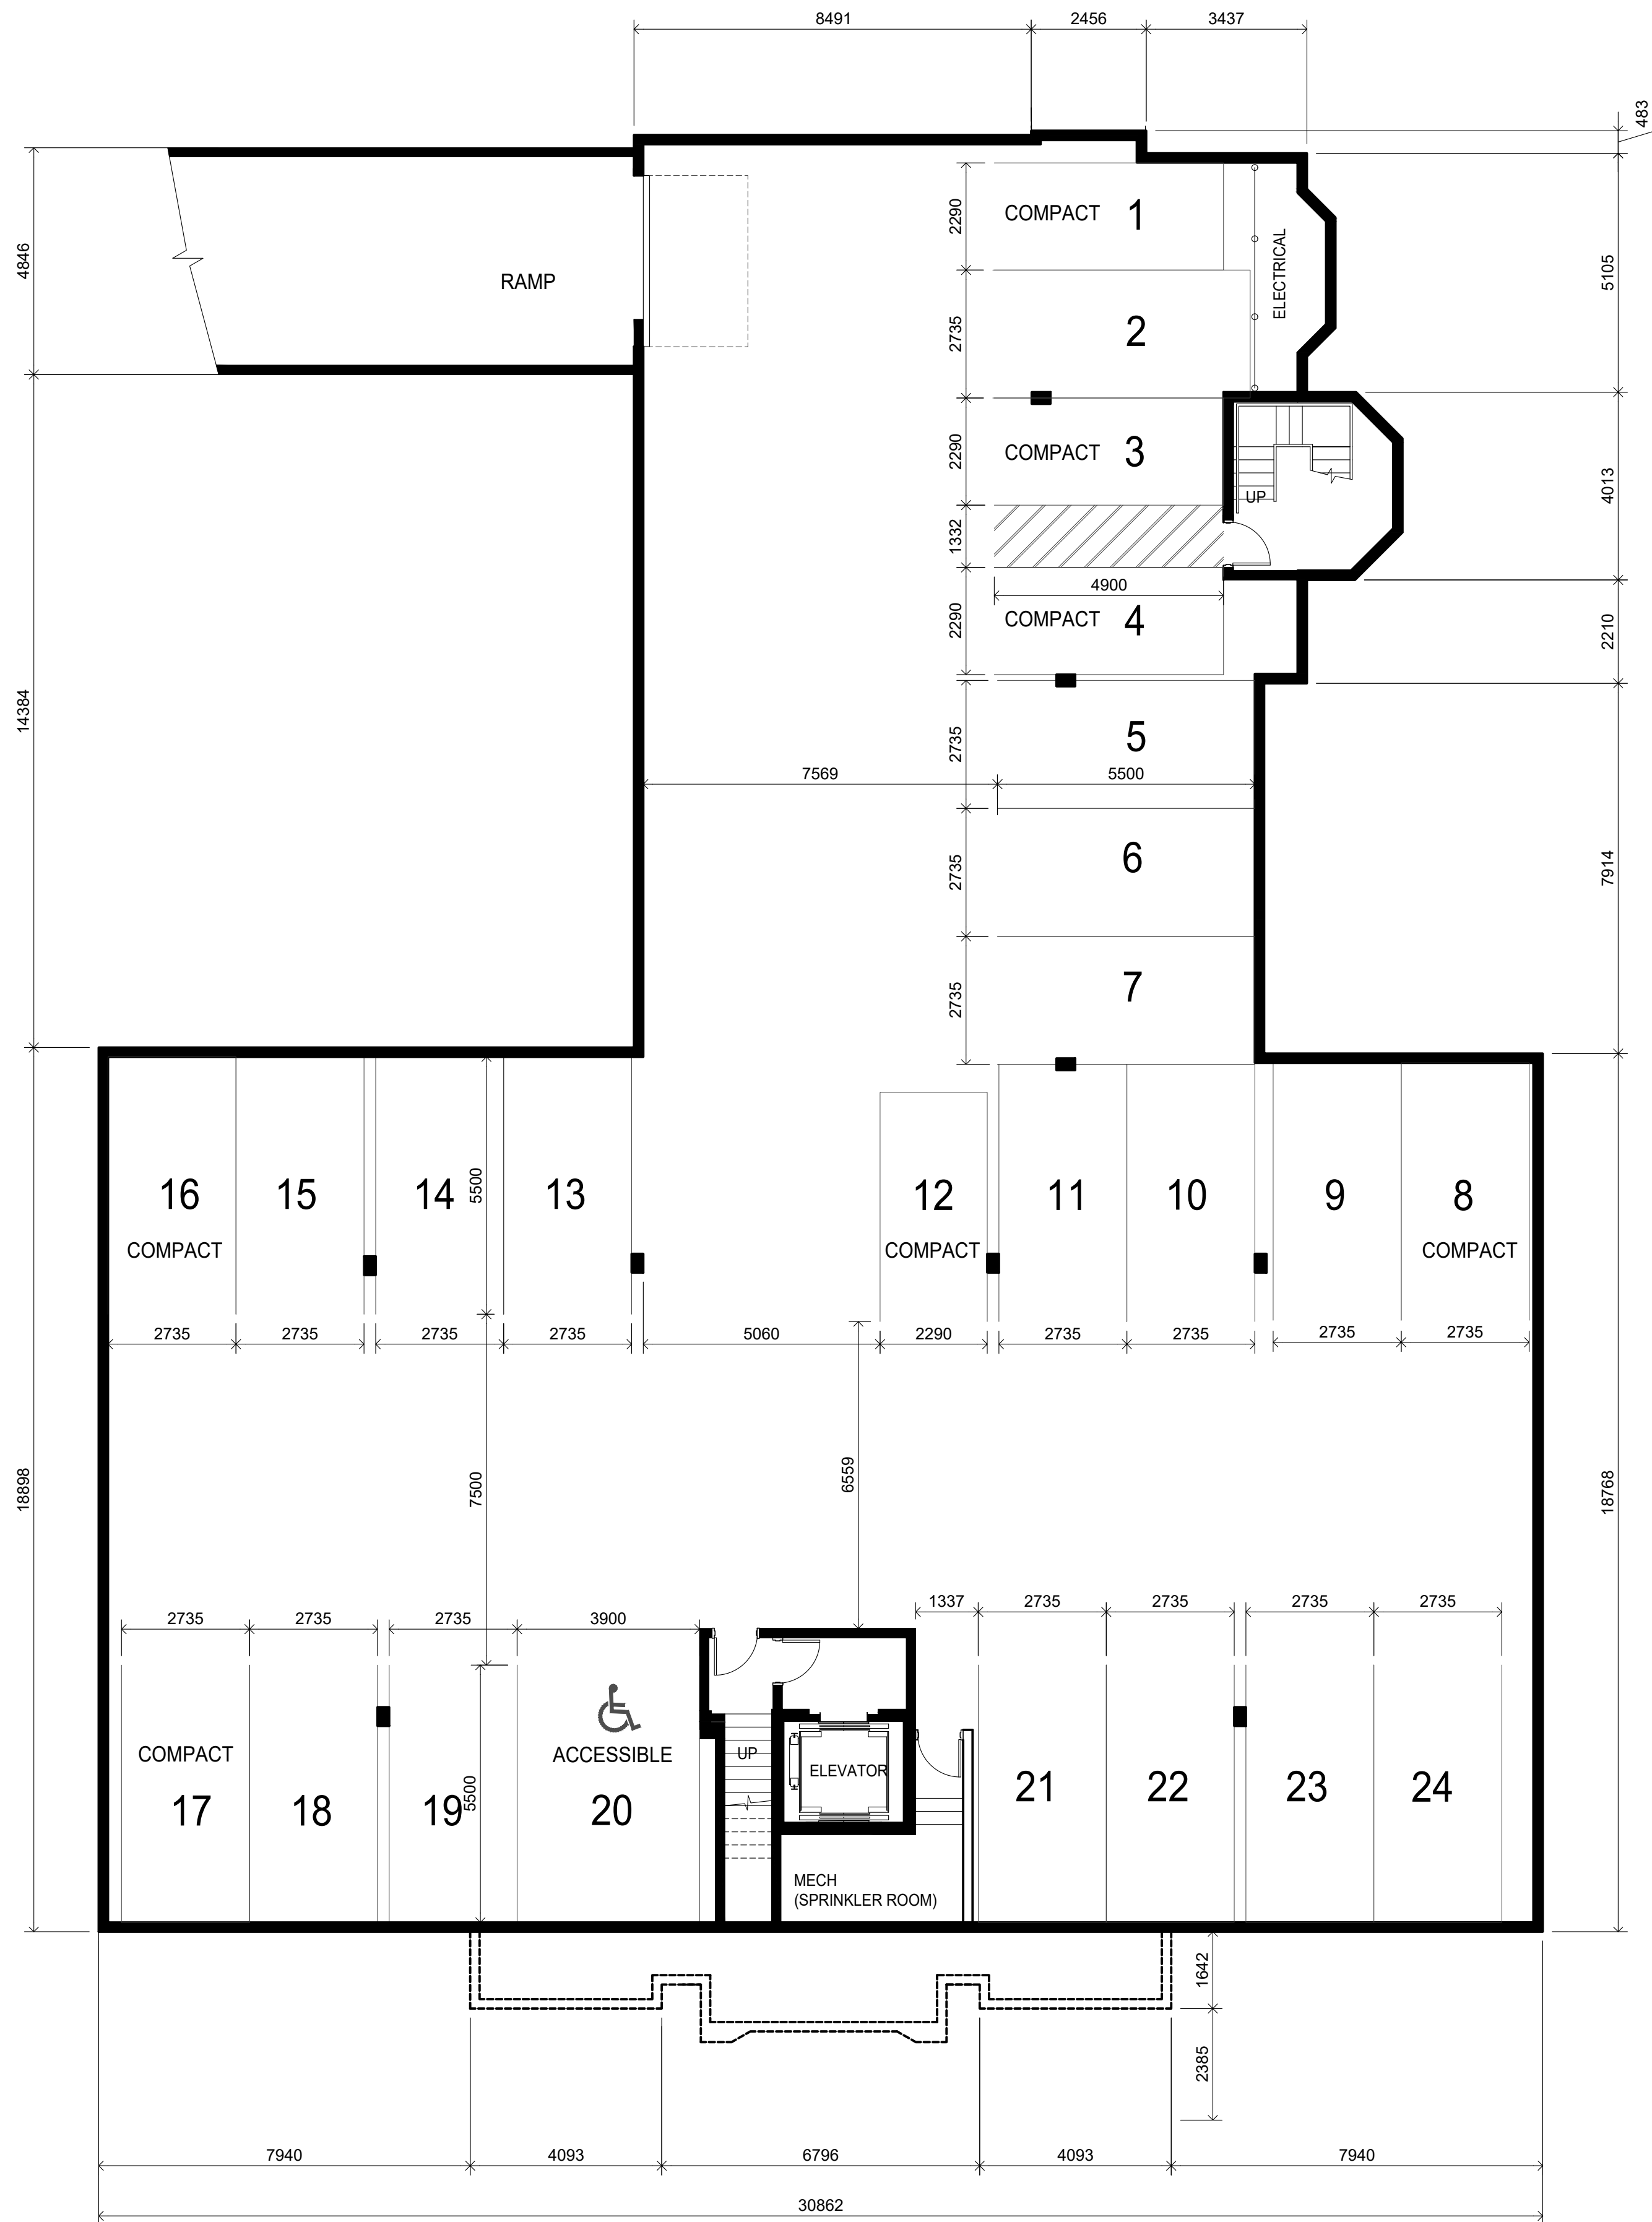 8491 2456 3437
483
4846
RAMP
2290
COMPACT 1
ELECTRICAL
5105
2735
2
2290
COMPACT 3
UP
4013
1332
4900
2290
COMPACT 4
2210
14384
2735
5
7569 5500
2735
6
7914
2735
7
16 15 14 5500 13 12 11 10 9 8
COMPACT COMPACT COMPACT
2735 2735 2735 2735 5060 2290 2735 2735 2735 2735
18898
7500
6559
18768
2735 2735 2735 3900 1337 2735 2735 2735 2735
COMPACT
ACCESSIBLE
UP
ELEVATOR
17 18 19 5500 20 21 22 23 24
MECH
(SPRINKLER ROOM)
1642
2385
7940 4093 6796 4093 7940
30862